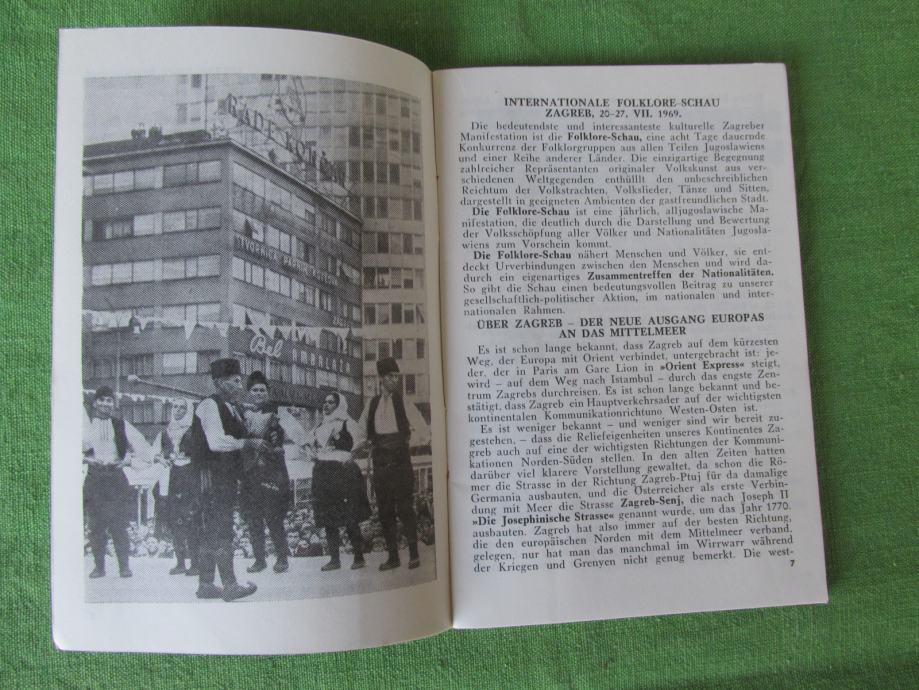 RADE KONČAR
TVORNICA
Bel
INTERNATIONALE FOLKLORE-SCHAU
ZAGREB, 20–27. VII. 1969.
Die bedeutendste und interessanteste kulturelle Zagreber
Manifestation ist die Folklore-Schau, eine acht Tage dauernde
Konkurrenz der Folklorgruppen aus allen Teilen Jugoslawiens
und einer Reihe anderer Länder. Die einzigartige Begegnung
zahlreicher Repräsentanten originaler Volkskunst aus ver-
schiedenen Weltgegenden enthüllt den unbeschreiblichen
Reichtum der Volkstrachten, Volkslieder, Tänze und Sitten,
dargestellt in geeigneten Ambienten der gastfreundlichen Stadt.
Die Folklore-Schau ist eine jährlich, alljugoslawische Ma-
nifestation, die deutlich durch die Darstellung und Bewertung
der Volksschöpfung aller Völker und Nationalitäten Jugosla-
wiens zum Vorschein kommt.
Die Folklore-Schau nähert Menschen und Völker, sie ent-
deckt Urverbindungen zwischen den Menschen und wird da-
durch ein eigenartiges Zusammentreffen der Nationalitäten.
So gibt die Schau einen bedeutungsvollen Beitrag zu unserer
gesellschaftlich-politischer Aktion, im nationalen und inter-
nationalen Rahmen.
ÜBER ZAGREB – DER NEUE AUSGANG EUROPAS
AN DAS MITTELMEER
Es ist schon lange bekannt, dass Zagreb auf dem kürzesten
Weg, der Europa mit Orient verbindet, untergebracht ist: je-
der, der in Paris am Gare Lion in »Orient Express« steigt,
wird – auf dem Weg nach Istambul – durch das engste Zen-
trum Zagrebs durchreisen. Es ist schon lange bekannt und be-
stätigt, dass Zagreb ein Hauptverkehrsader auf der wichtigsten
kontinentalen Kommunikationrichtuno Westen-Osten ist.
Es ist weniger bekannt – und weniger sind wir bereit zu-
gestehen, – dass die Reliefeigenheiten unseres Kontinentes Za-
greb auch auf eine der wichtigsten Richtungen der Kommuni-
kationen Norden-Süden stellen. In den alten Zeiten hatten
darüber viel klarere Vorstellung gewaltet, da schon die Rö-
mer die Strasse in der Richtung Zagreb-Ptuj für da damalige
Germania ausbauten, und die Österreicher als erste Verbin-
dung mit Meer die Strasse Zagreb-Senj, die nach Joseph II
»Die Josephinische Strasse« genannt wurde, um das Jahr 1770.
ausbauten. Zagreb hat also immer auf der besten Richtung,
die den europäischen Norden mit dem Mittelmeer verband,
gelegen, nur hat man das manchmal im Wirrwarr während
der Kriegen und Grenyen nicht genug bemerkt. Die west-
7